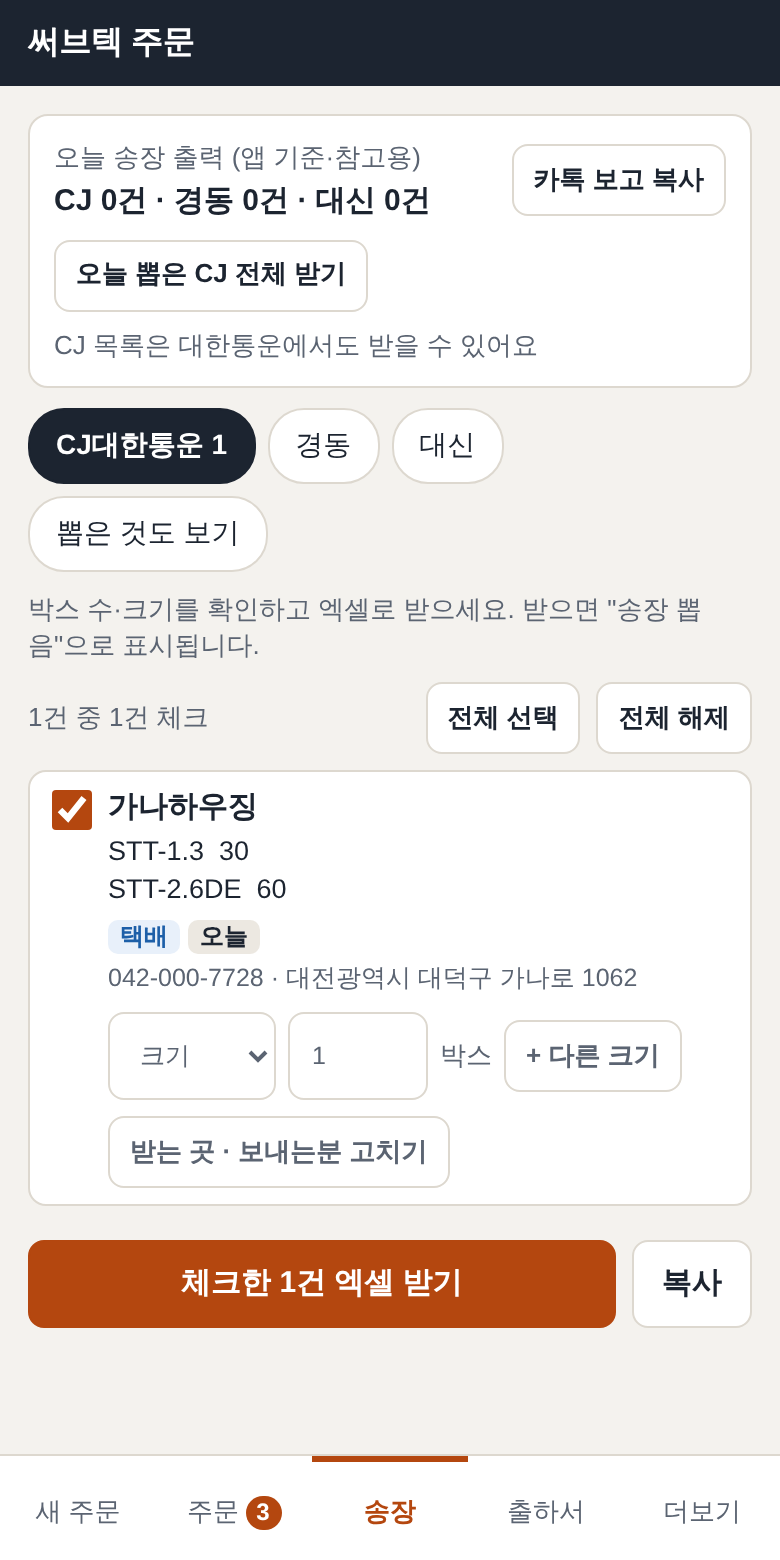 써브텍 주문
오늘 송장 출력 (앱 기준·참고용)
CJ 0건 · 경동 0건 · 대신 0건
카톡 보고 복사
오늘 뽑은 CJ 전체 받기
CJ 목록은 대한통운에서도 받을 수 있어요
CJ대한통운 1
경동
대신
뽑은 것도 보기
박스 수·크기를 확인하고 엑셀로 받으세요. 받으면 "송장 뽑
음"으로 표시됩니다.
1건 중 1건 체크
전체 선택
전체 해제
가나하우징
STT-1.3 30
STT-2.6DE 60
택배 오늘
042-000-7728 · 대전광역시 대덕구 가나로 1062
크기
1
박스
+ 다른 크기
받는 곳 · 보내는분 고치기
체크한 1건 엑셀 받기
복사
새 주문
주문 3
송장
출하서
더보기